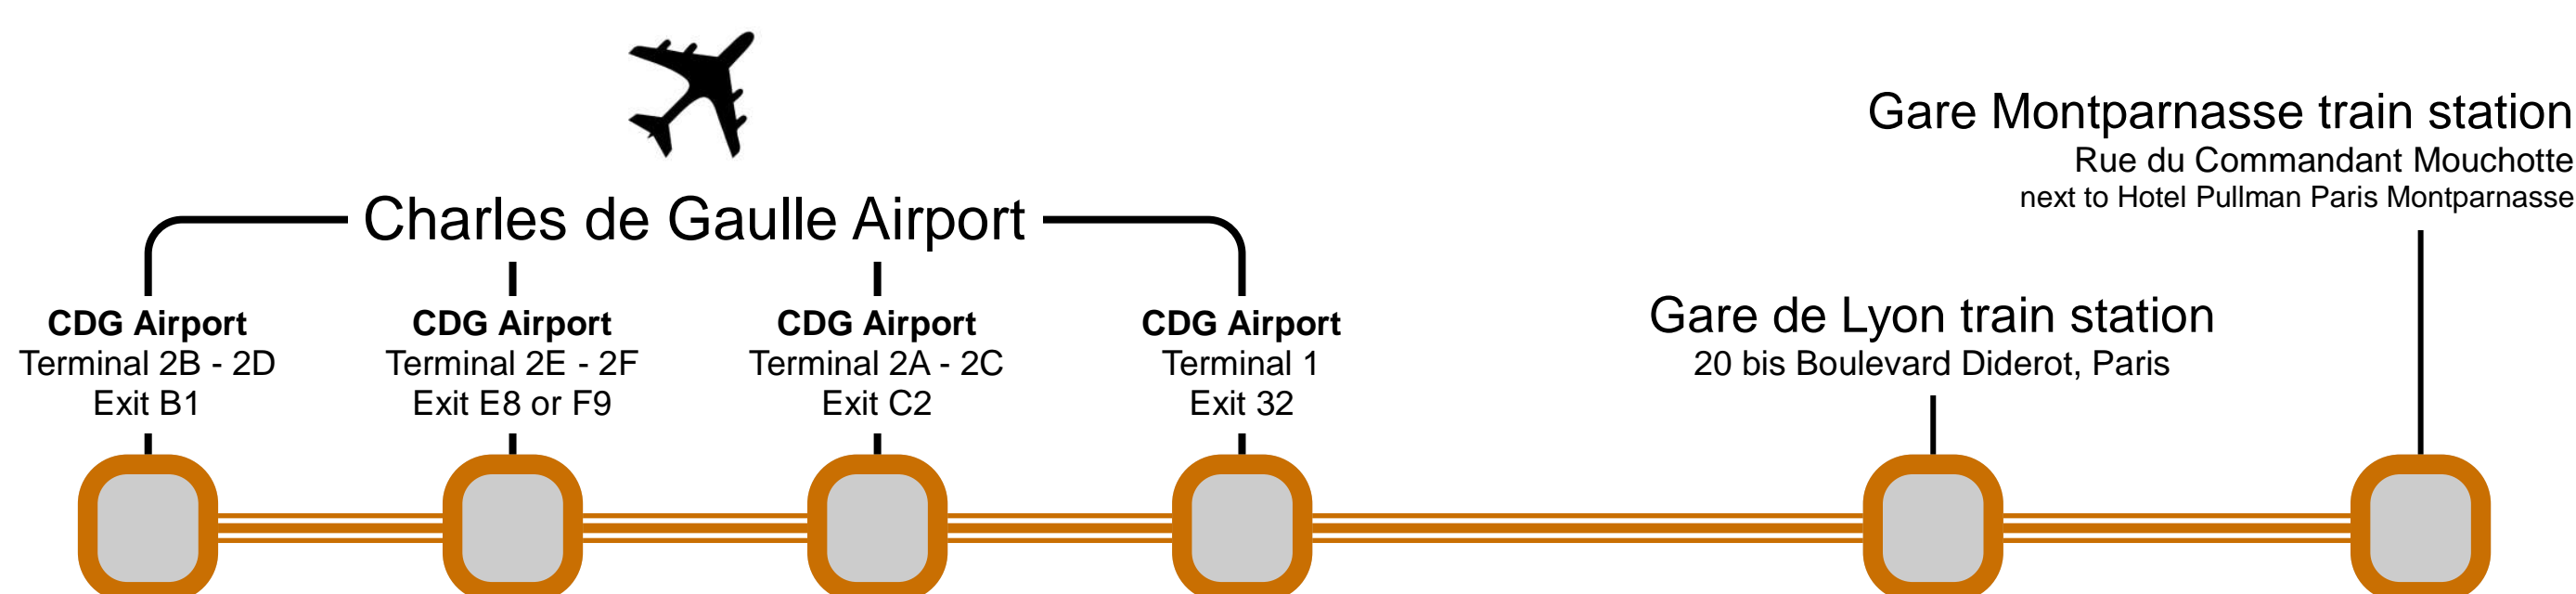 Charles de Gaulle Airport
CDG Airport
Terminal 2B - 2D
Exit B1
CDG Airport
Terminal 2E - 2F
Exit E8 or F9
CDG Airport
Terminal 2A - 2C
Exit C2
CDG Airport
Terminal 1
Exit 32
Gare de Lyon train station
20 bis Boulevard Diderot, Paris
Gare Montparnasse train station
Rue du Commandant Mouchotte
next to Hotel Pullman Paris Montparnasse